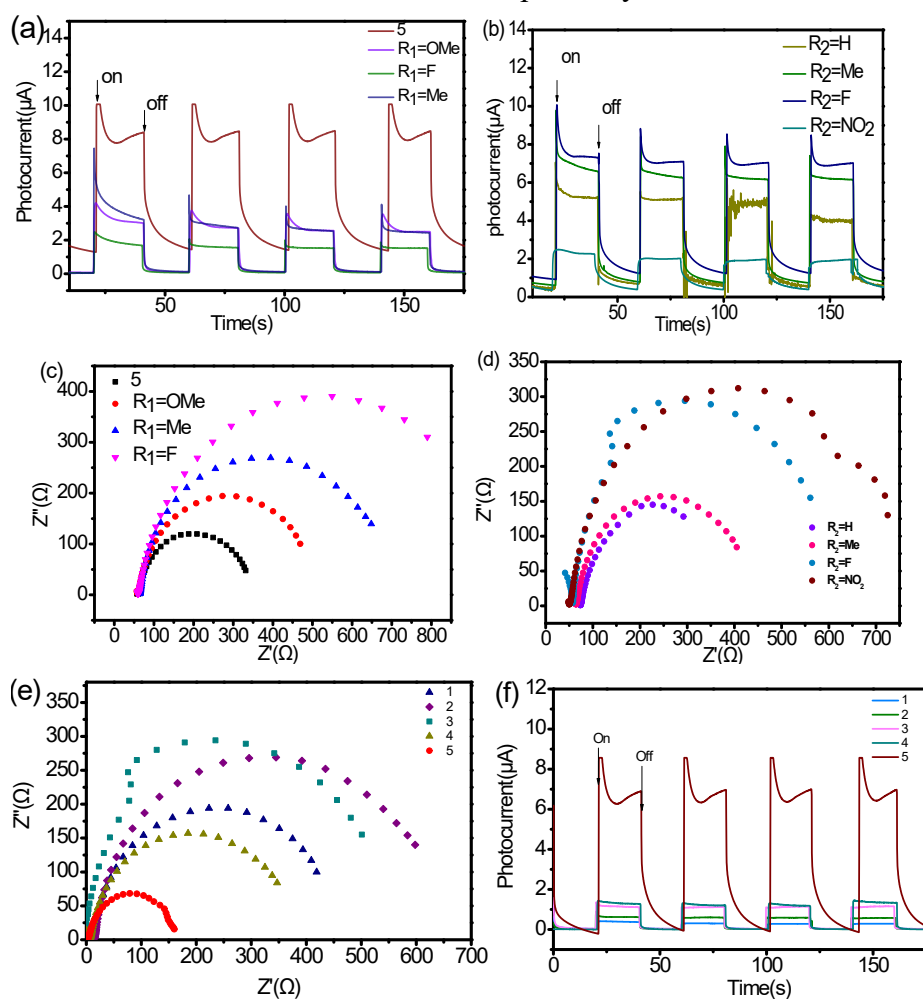 (a)
14
12
10
8
6
4
2
0
Photocurrent(μA)
50
100
150
Time(s)
on
off
5
R1=OMe
R1=F
R1=Me
(b)
14
12
10
8
6
4
2
0
photocurrent(μA)
50
100
150
Time(s)
on
off
R2=H
R2=Me
R2=F
R2=NO2
(c)
400
300
200
100
0
Z''(Ω)
0 100 200 300 400 500 600 700 800
Z'(Ω)
5
R1=OMe
R1=Me
R1=F
(d)
350
300
250
200
150
100
50
0
Z''(Ω)
0 100 200 300 400 500 600 700
Z'(Ω)
R2=H
R2=Me
R2=F
R2=NO2
(e)
350
300
250
200
150
100
50
0
Z''(Ω)
0 100 200 300 400 500 600 700
Z'(Ω)
1
2
3
4
5
(f)
12
10
8
6
4
2
0
Photocurrent(μA)
0 50 100 150
Time(s)
On
Off
1
2
3
4
5